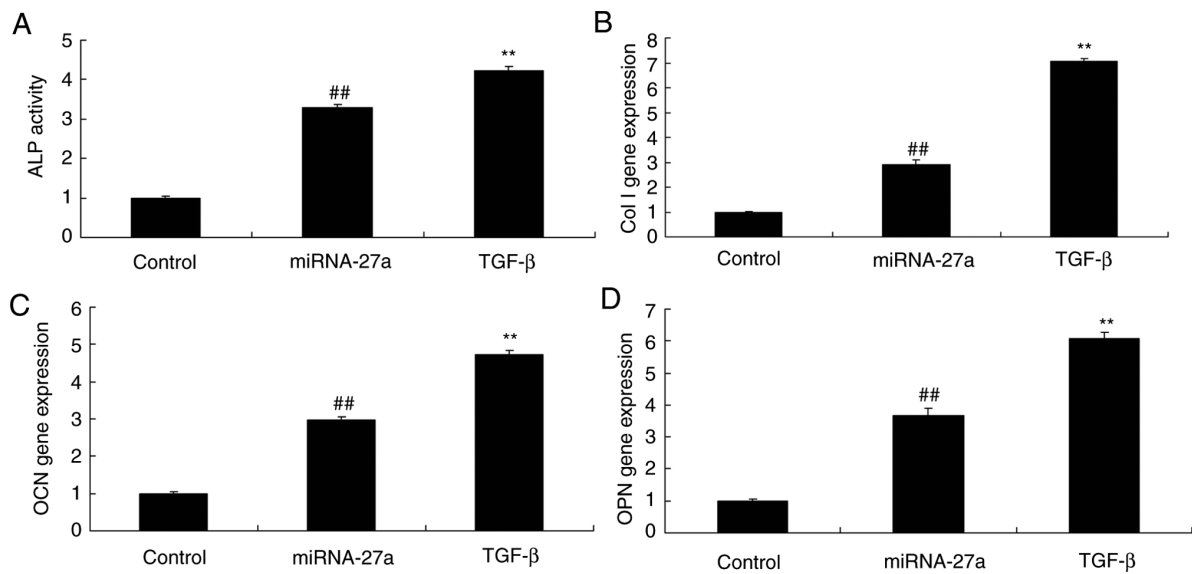 A
ALP activity
5
4
3
2
1
0
##
**
Control
miRNA-27a
TGF-β
B
Col I gene expression
8
7
6
5
4
3
2
1
0
##
**
Control
miRNA-27a
TGF-β
C
OCN gene expression
6
5
4
3
2
1
0
##
**
Control
miRNA-27a
TGF-β
D
OPN gene expression
7
6
5
4
3
2
1
0
##
**
Control
miRNA-27a
TGF-β